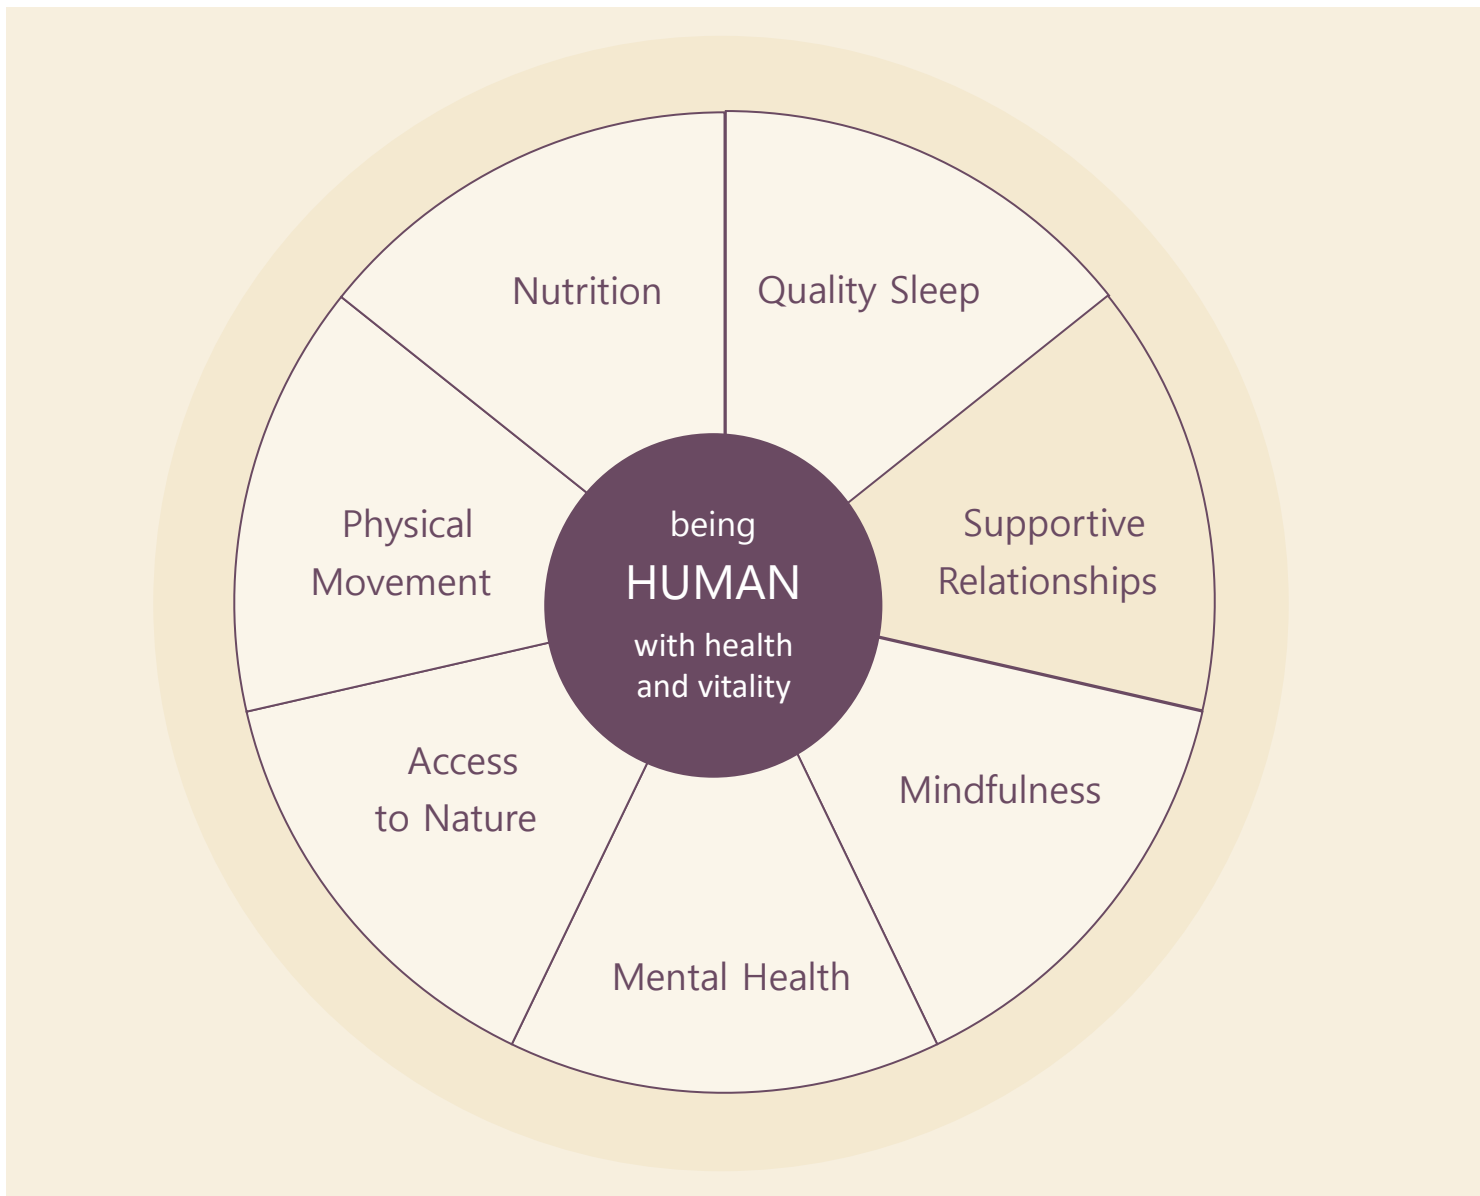 Nutrition
Quality Sleep
Physical
Movement
being
HUMAN
with health
and vitality
Supportive
Relationships
Access
to Nature
Mindfulness
Mental Health